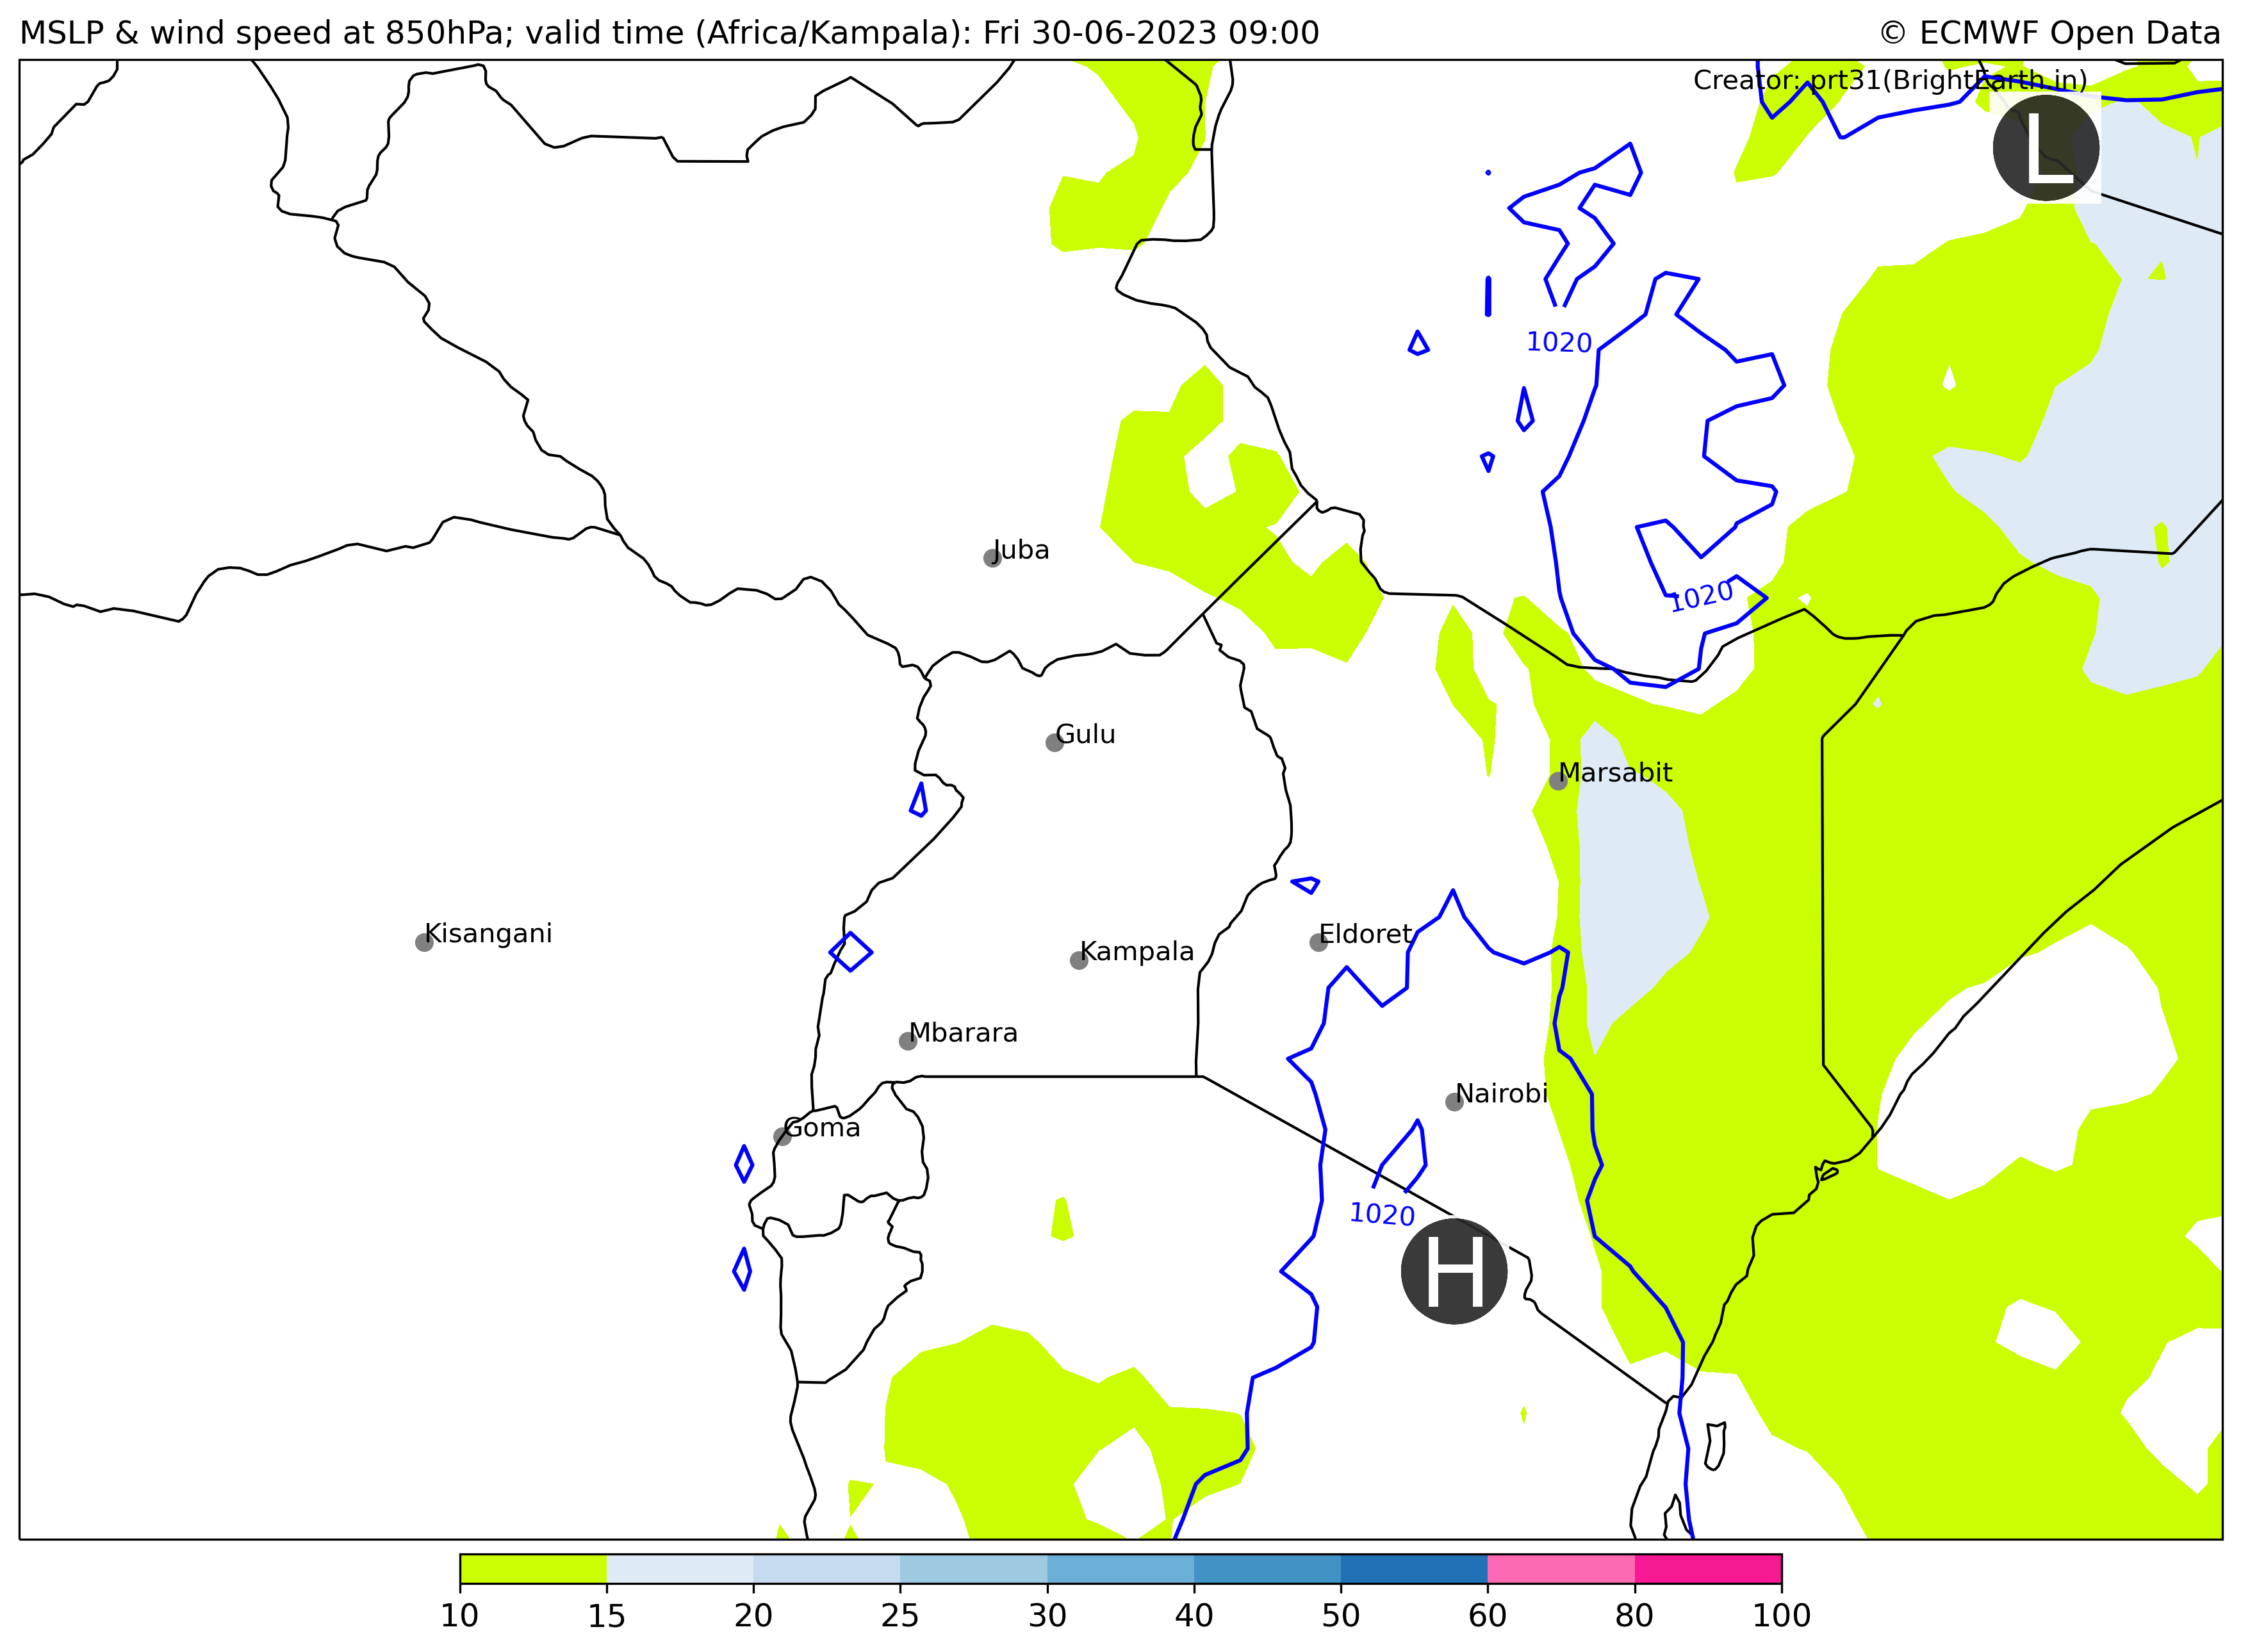 MSLP & wind speed at 850hPa; valid time (Africa/Kampala): Fri 30-06-2023 09:00
© ECMWF Open Data
Creator: prt31(BrightEarth.in)
L
1020
Juba
1020
Gulu
Marsabit
Kisangani
Eldoret
Kampala
Mbarara
Nairobi
Goma
1020
H
10 15 20 25 30 40 50 60 80 100